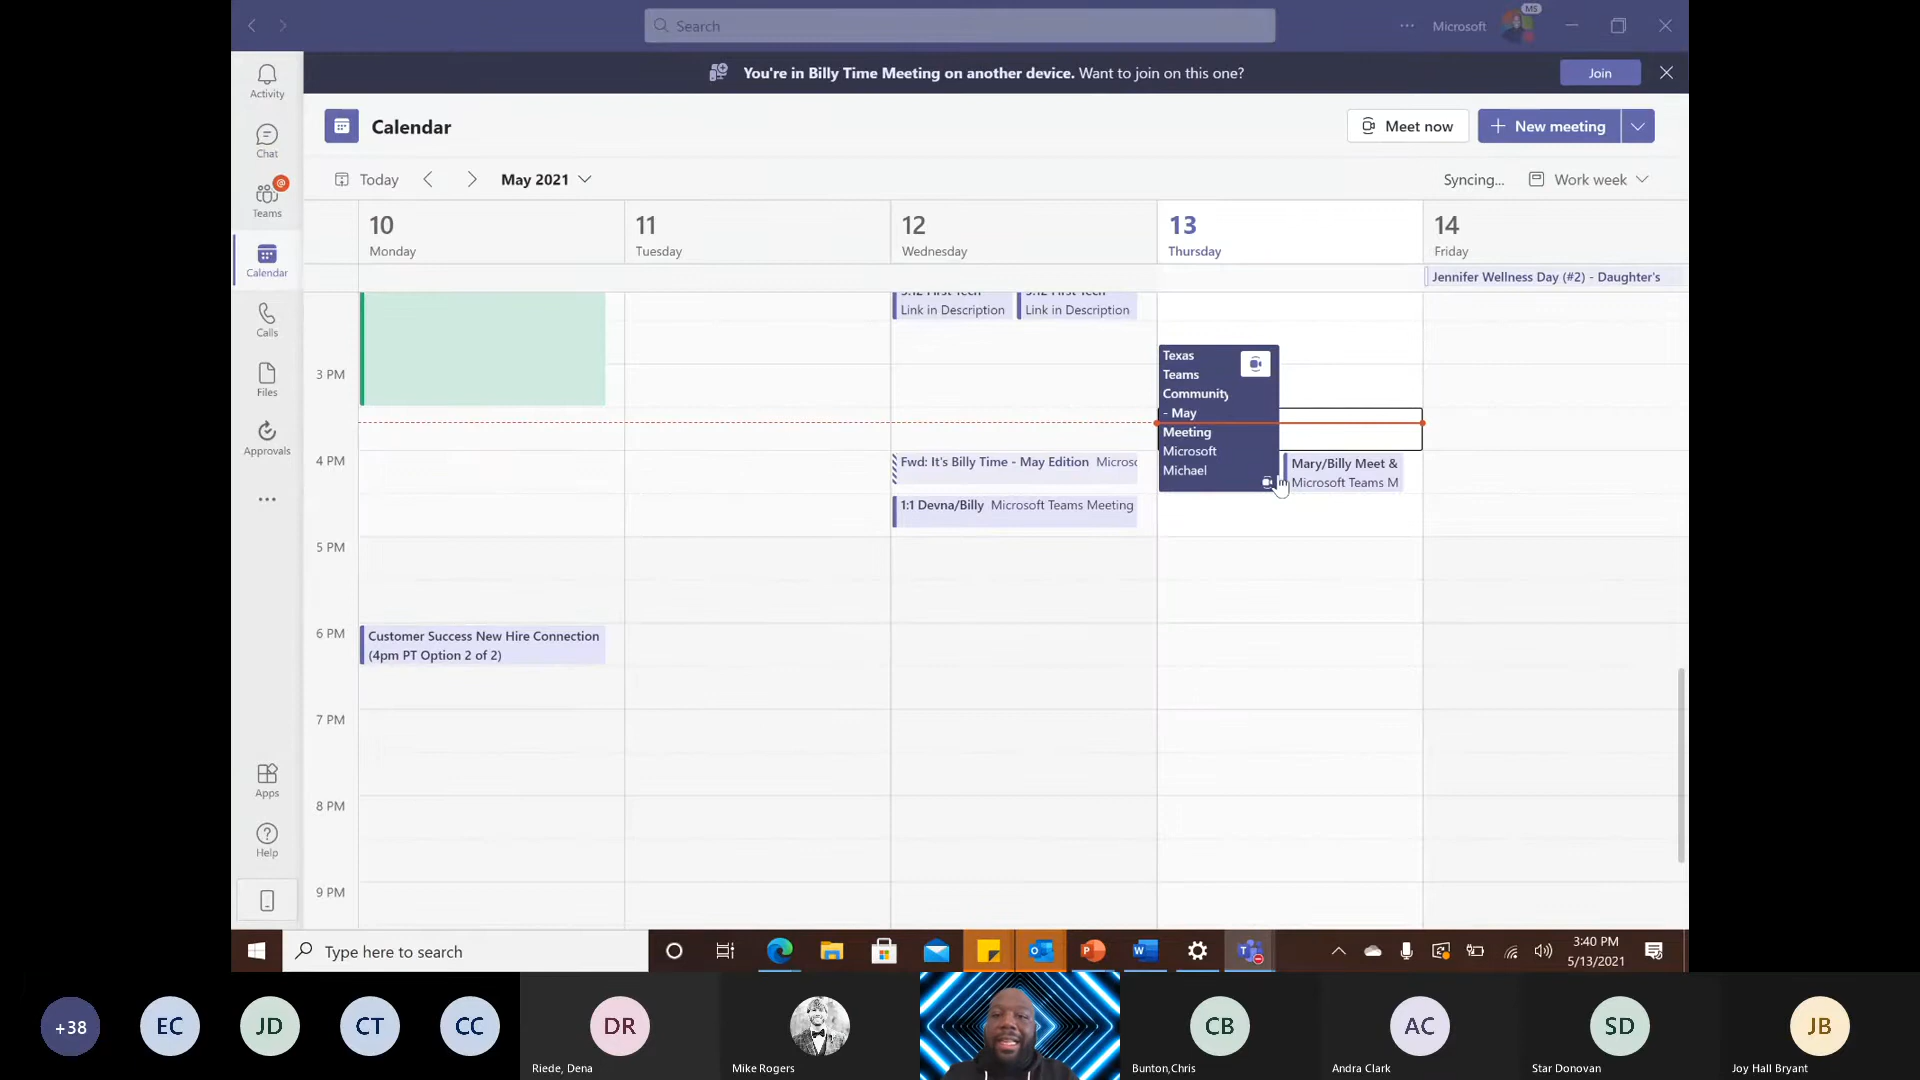 Search
Microsoft
MS
You're in Billy Time Meeting on another device. Want to join on this one?
Join
Activity
Chat
Teams
Calendar
Calls
Files
Approvals
Apps
Help
Calendar
Meet now
New meeting
Today
May 2021
Syncing...
Work week
10
Monday
11
Tuesday
12
Wednesday
13
Thursday
14
Friday
Jennifer Wellness Day (#2) - Daughter's
Link in Description
Link in Description
3 PM
4 PM
5 PM
6 PM
7 PM
8 PM
9 PM
Texas
Teams
Community
- May
Meeting
Microsoft
Michael
Fwd: It's Billy Time - May Edition Microsc
1:1 Devna/Billy Microsoft Teams Meeting
Mary/Billy Meet &
Microsoft Teams M
Customer Success New Hire Connection
(4pm PT Option 2 of 2)
Type here to search
3:40 PM
5/13/2021
+38
EC
JD
CT
CC
DR
Riede, Dena
Mike Rogers
CB
Bunton,Chris
AC
Andra Clark
SD
Star Donovan
JB
Joy Hall Bryant